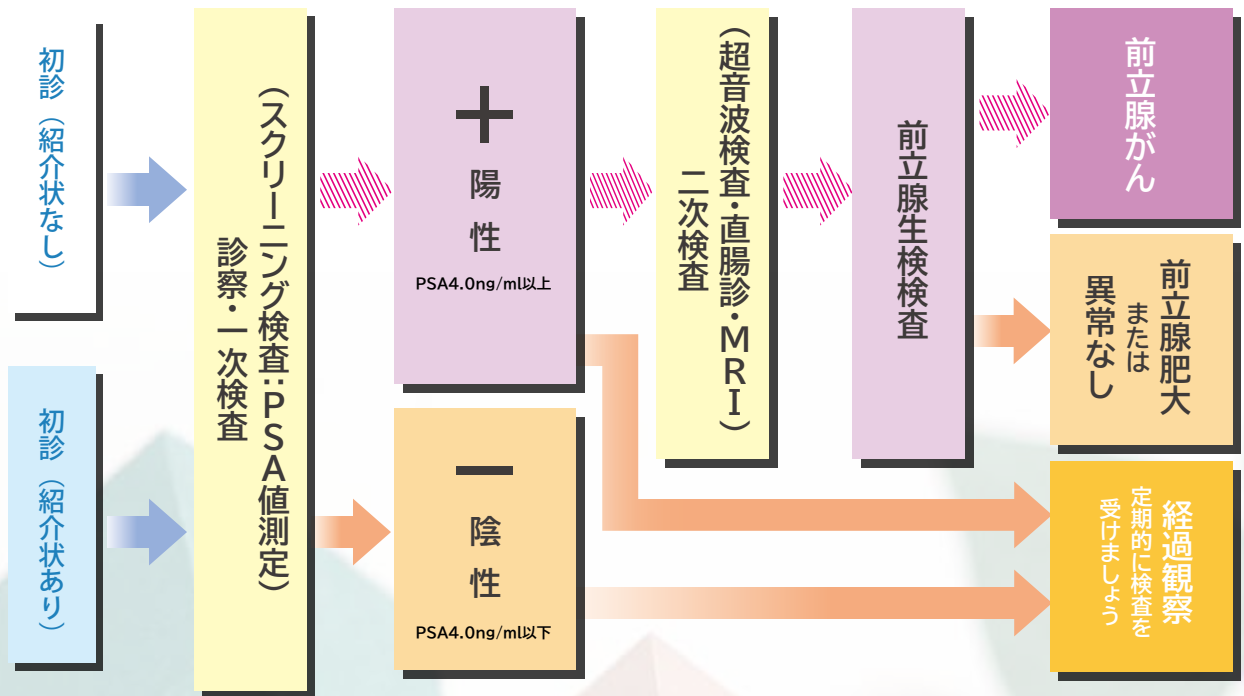 初診（紹介状なし）
初診（紹介状あり）
診察・一次検査
（スクリーニング検査：PSA値測定）
＋
陽性
PSA4.0ng/ml以上
－
陰性
PSA4.0ng/ml以下
（超音波検査・直腸診・MRI）
二次検査
前立腺生検検査
前立腺がん
前立腺肥大
または
異常なし
経過観察
定期的に検査を
受けましょう